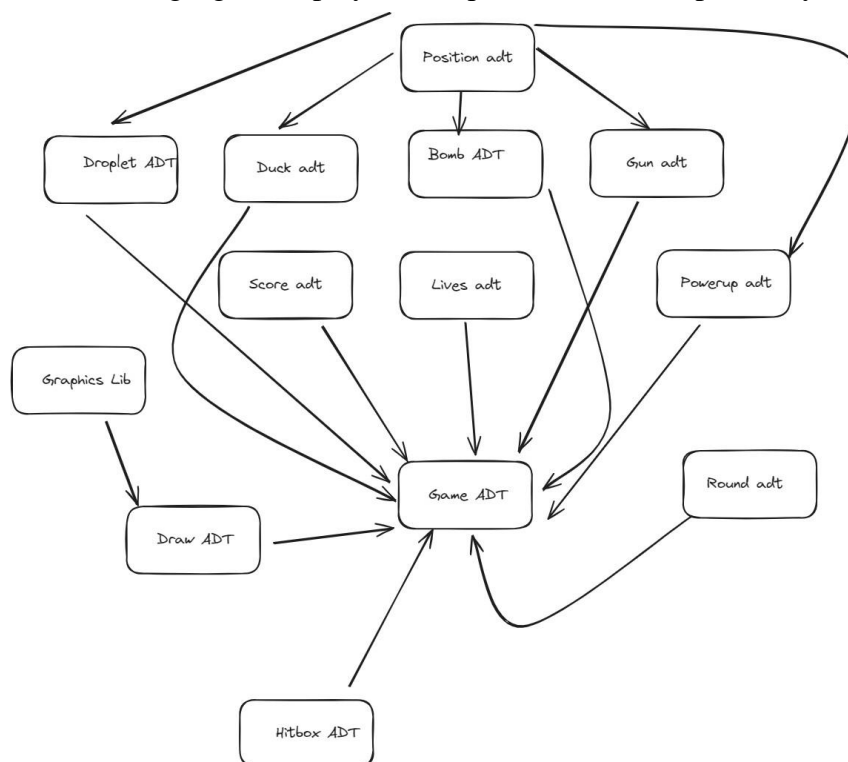 Position adt
Droplet ADT
Duck adt
Bomb ADT
Gun adt
Score adt
Lives adt
Powerup adt
Graphics Lib
Game ADT
Round adt
Draw ADT
Hitbox ADT